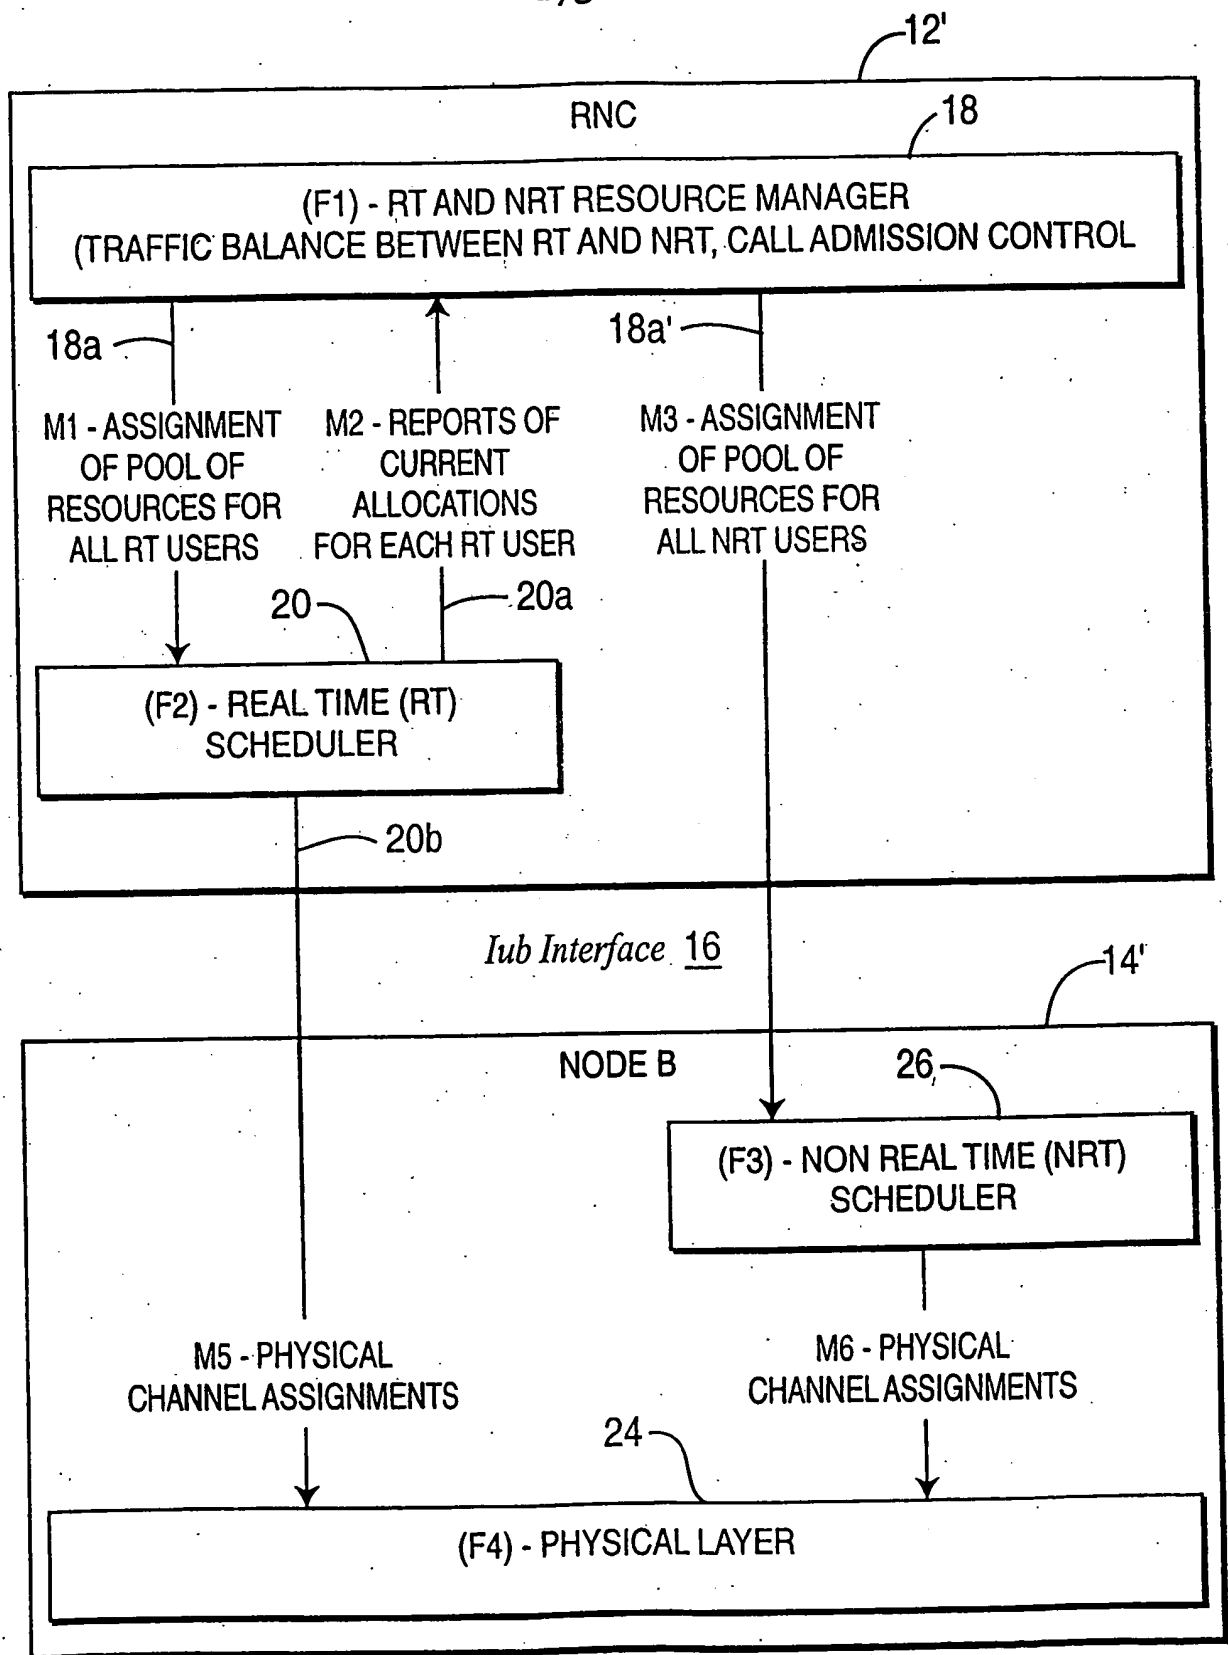 12'
RNC
18
(F1) - RT AND NRT RESOURCE MANAGER
(TRAFFIC BALANCE BETWEEN RT AND NRT, CALL ADMISSION CONTROL
18a
18a'
M1 - ASSIGNMENT
OF POOL OF
RESOURCES FOR
ALL RT USERS
M2 - REPORTS OF
CURRENT
ALLOCATIONS
FOR EACH RT USER
M3 - ASSIGNMENT
OF POOL OF
RESOURCES FOR
ALL NRT USERS
20
20a
(F2) - REAL TIME (RT)
SCHEDULER
20b
Iub Interface 16
14'
NODE B
26
(F3) - NON REAL TIME (NRT)
SCHEDULER
M5 - PHYSICAL
CHANNEL ASSIGNMENTS
M6 - PHYSICAL
CHANNEL ASSIGNMENTS
24
(F4) - PHYSICAL LAYER